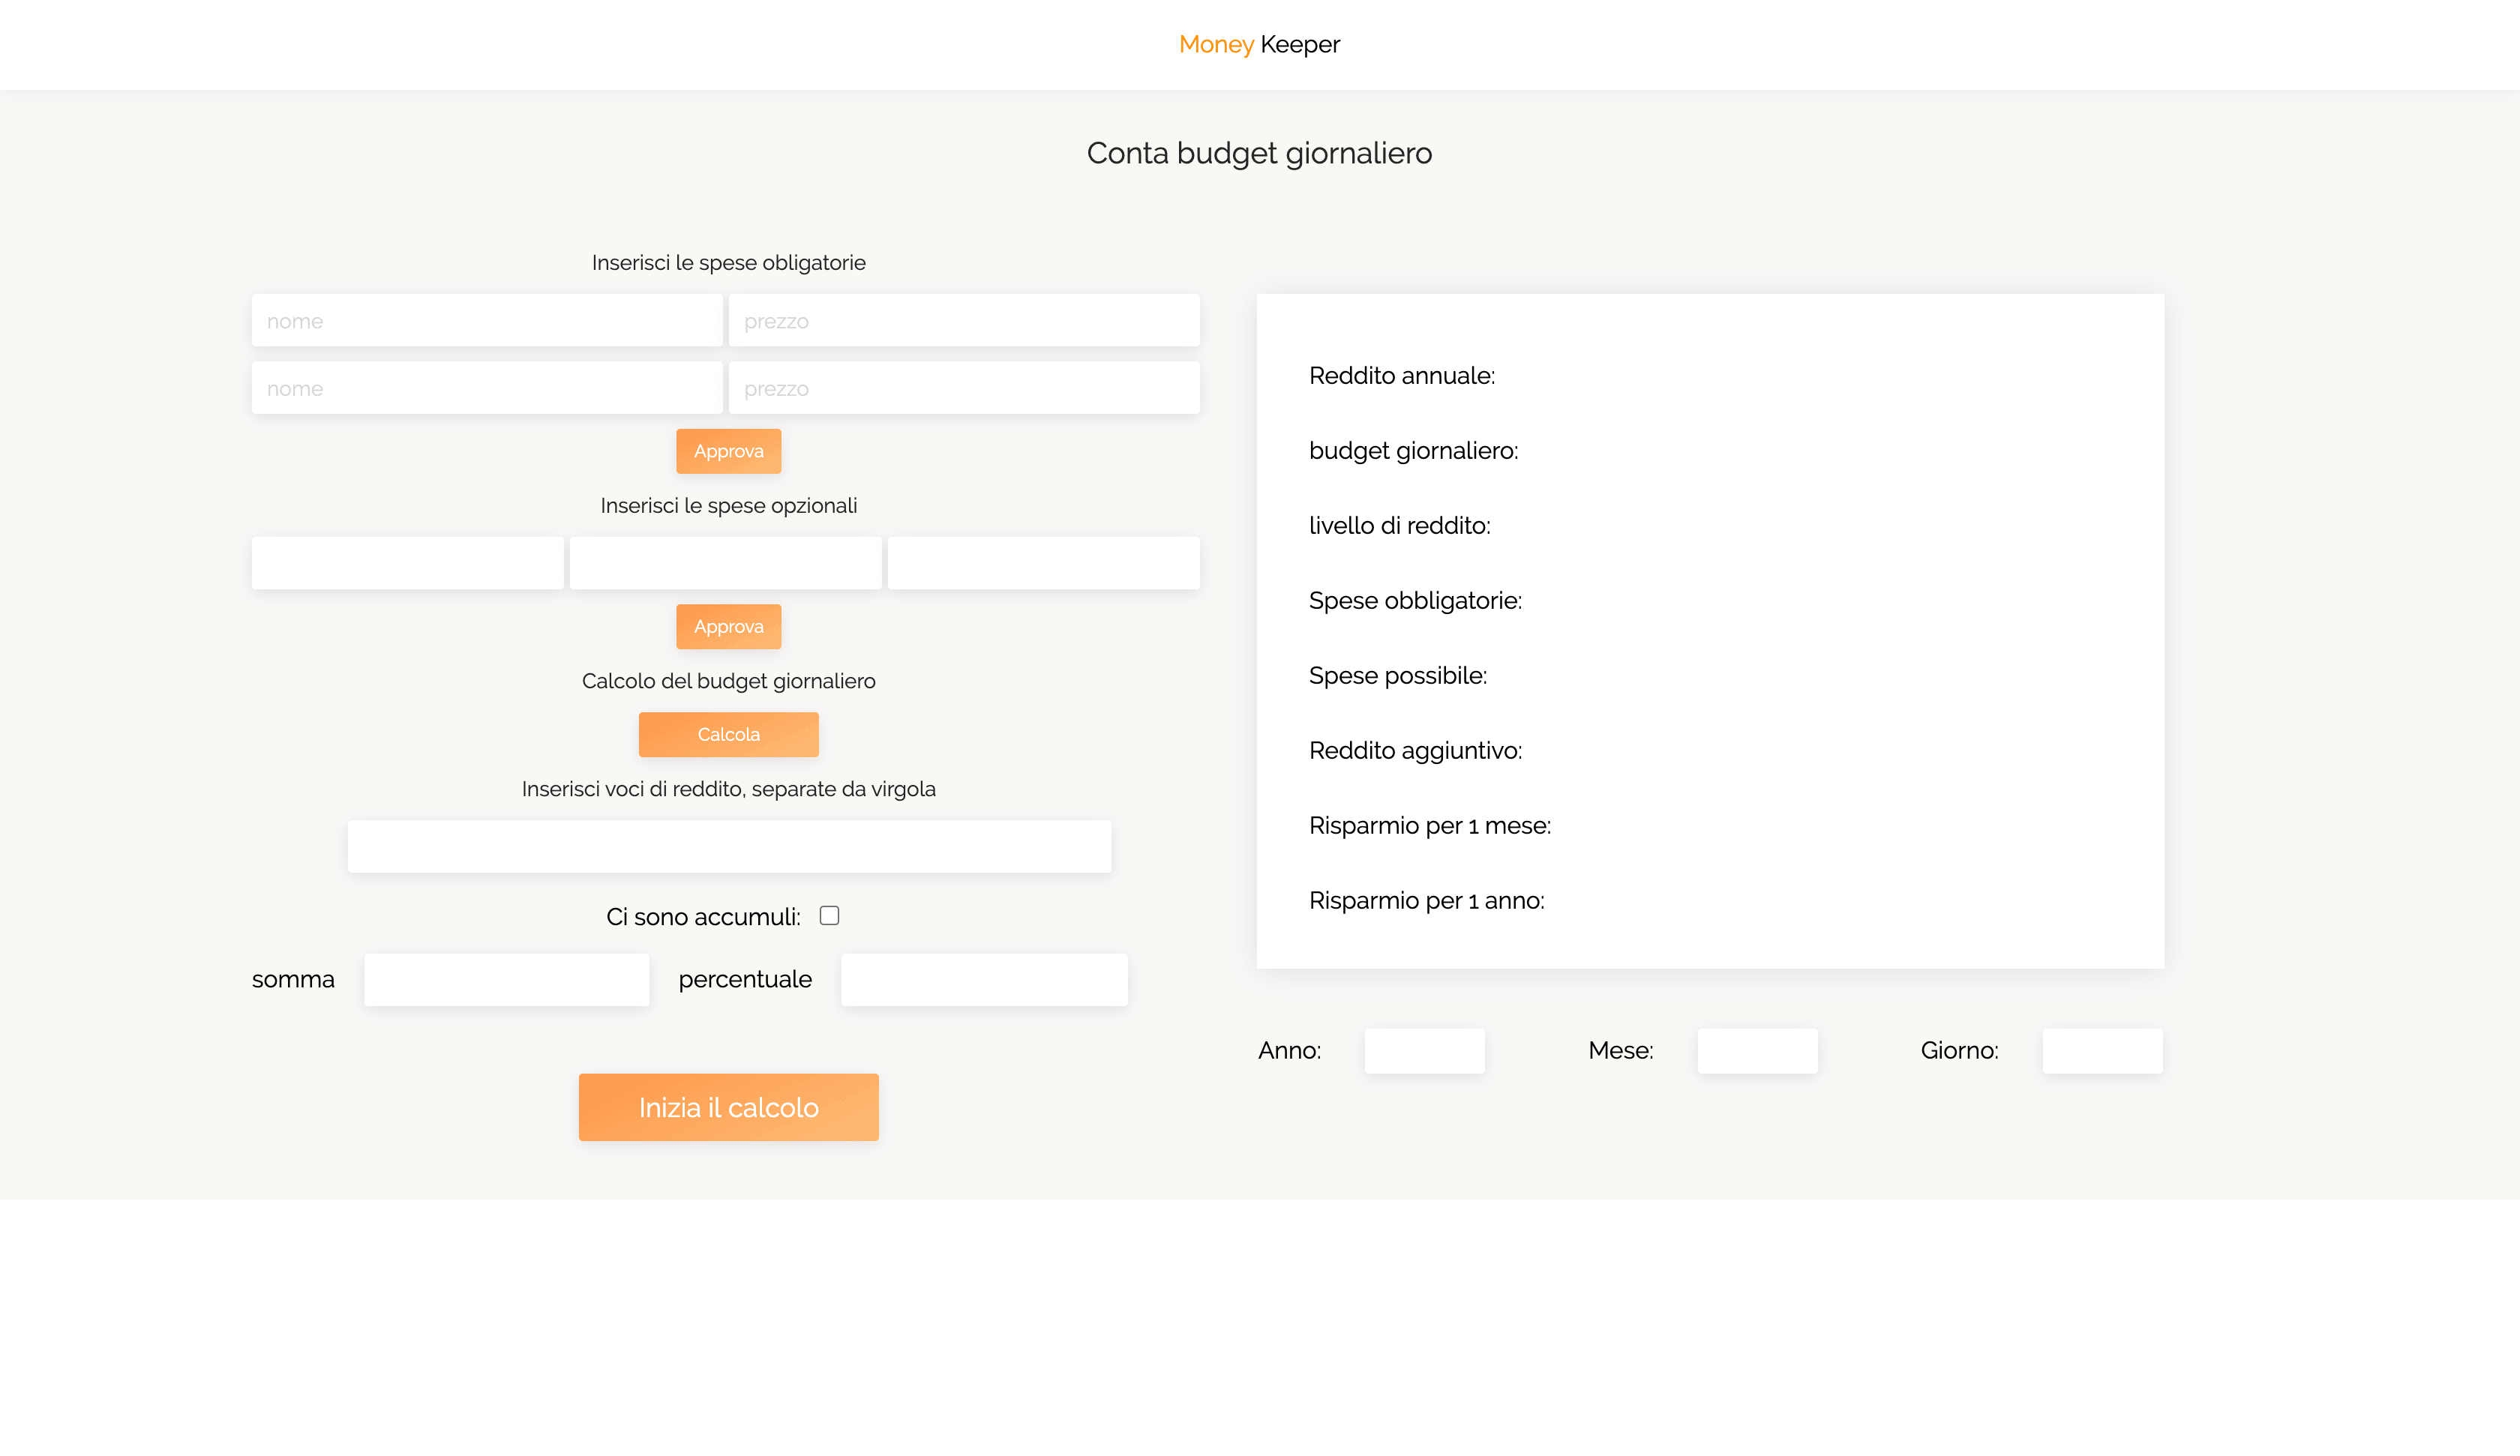 Money Keeper
Conta budget giornaliero
Inserisci le spese obligatorie
nome prezzo
nome prezzo
Approva
Inserisci le spese opzionali
Approva
Calcolo del budget giornaliero
Calcola
Inserisci voci di reddito, separate da virgola
Ci sono accumuli:
somma percentuale
Inizia il calcolo
Reddito annuale:
budget giornaliero:
livello di reddito:
Spese obbligatorie:
Spese possibile:
Reddito aggiuntivo:
Risparmio per 1 mese:
Risparmio per 1 anno:
Anno: Mese: Giorno: